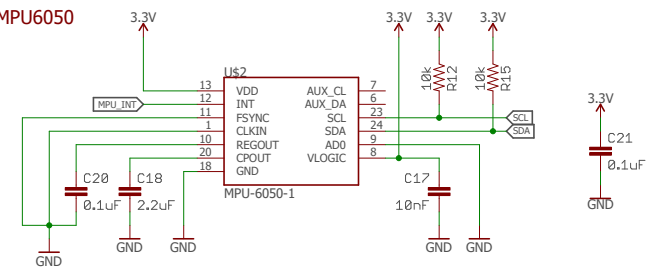 MPU6050
3.3V
3.3V
3.3V
3.3V
U$2
10k
R12
10k
R15
13
VDD
AUX_CL
7
MPU_INT
12
INT
AUX_DA
6
11
FSYNC
SCL
23
SCL
1
CLKIN
SDA
24
SDA
10
REGOUT
AD0
9
20
CPOUT
VLOGIC
8
18
GND
MPU-6050-1
3.3V
C21
0.1uF
GND
C20
0.1uF
C18
2.2uF
C17
10nF
GND
GND
GND
GND
GND